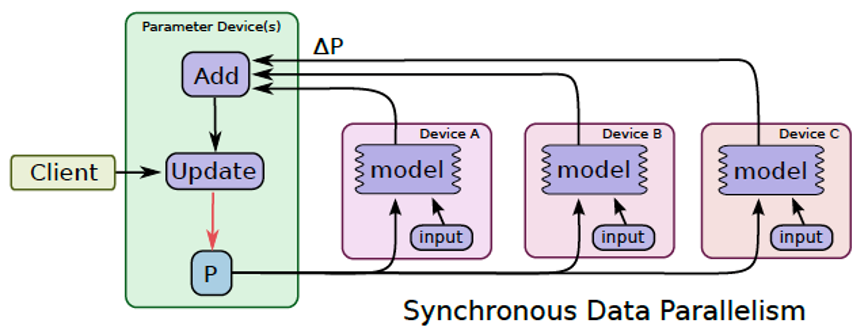 Parameter Device(s)
ΔP
Add
Device A
Device B
Device C
Client
Update
model
model
model
input
input
input
P
Synchronous Data Parallelism